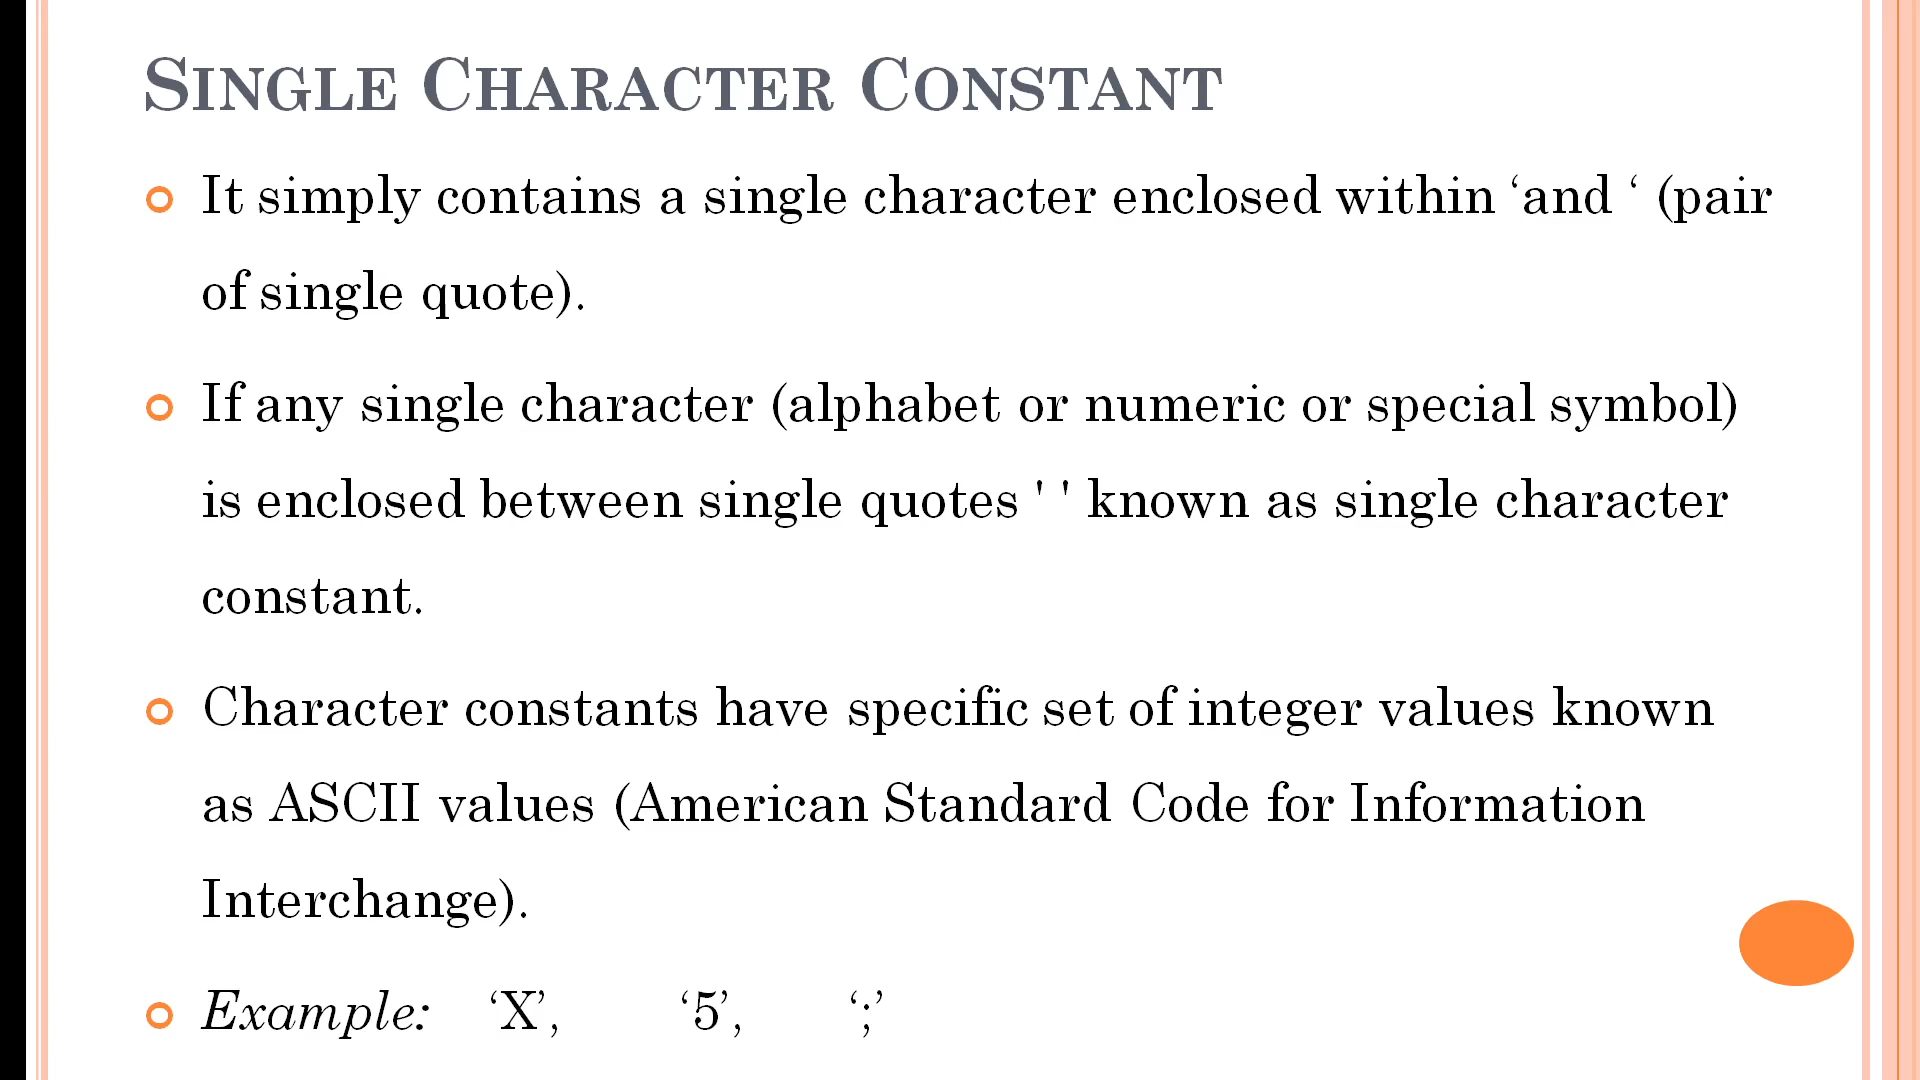 SINGLE CHARACTER CONSTANT
It simply contains a single character enclosed within ‘and ‘ (pair
of single quote).
If any single character (alphabet or numeric or special symbol)
is enclosed between single quotes ' ' known as single character
constant.
Character constants have specific set of integer values known
as ASCII values (American Standard Code for Information
Interchange).
Example: ‘X’, ‘5’, ‘;’